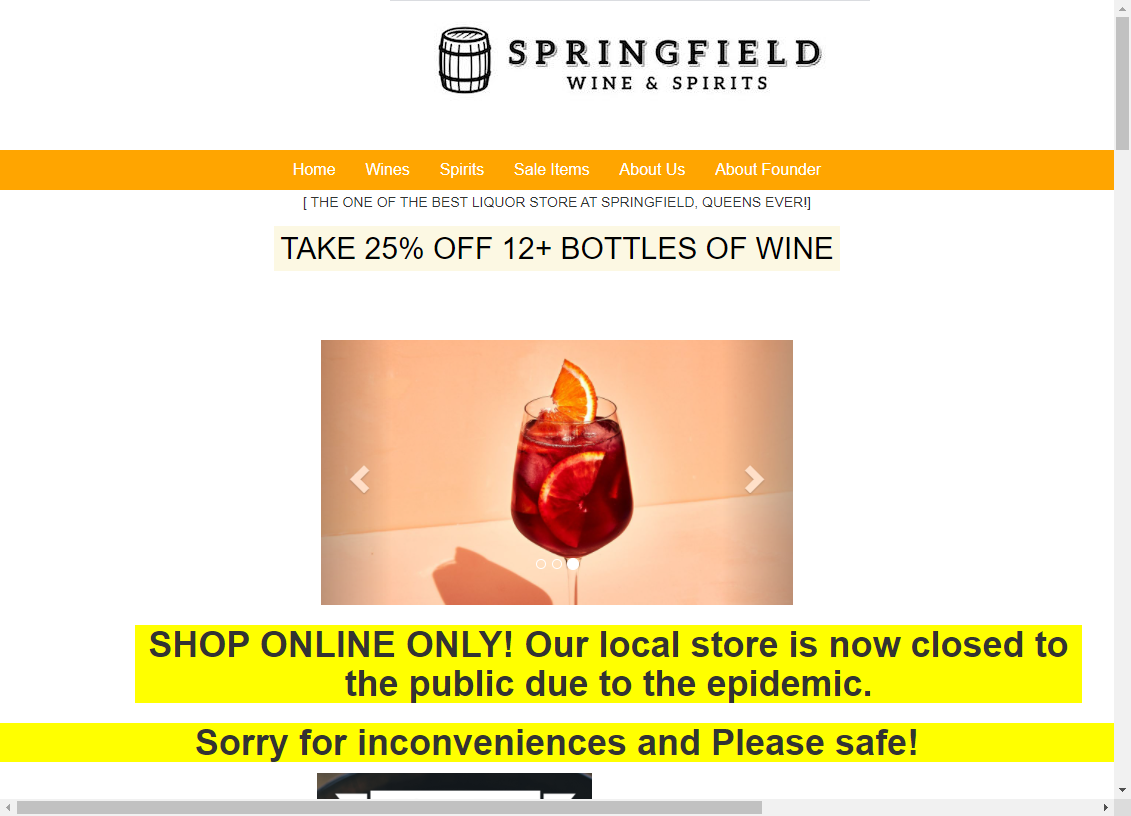 SPRINGFIELD
WINE & SPIRITS
Home Wines Spirits Sale Items About Us About Founder
[ THE ONE OF THE BEST LIQUOR STORE AT SPRINGFIELD, QUEENS EVER!]
TAKE 25% OFF 12+ BOTTLES OF WINE
SHOP ONLINE ONLY! Our local store is now closed to
the public due to the epidemic.
Sorry for inconveniences and Please safe!